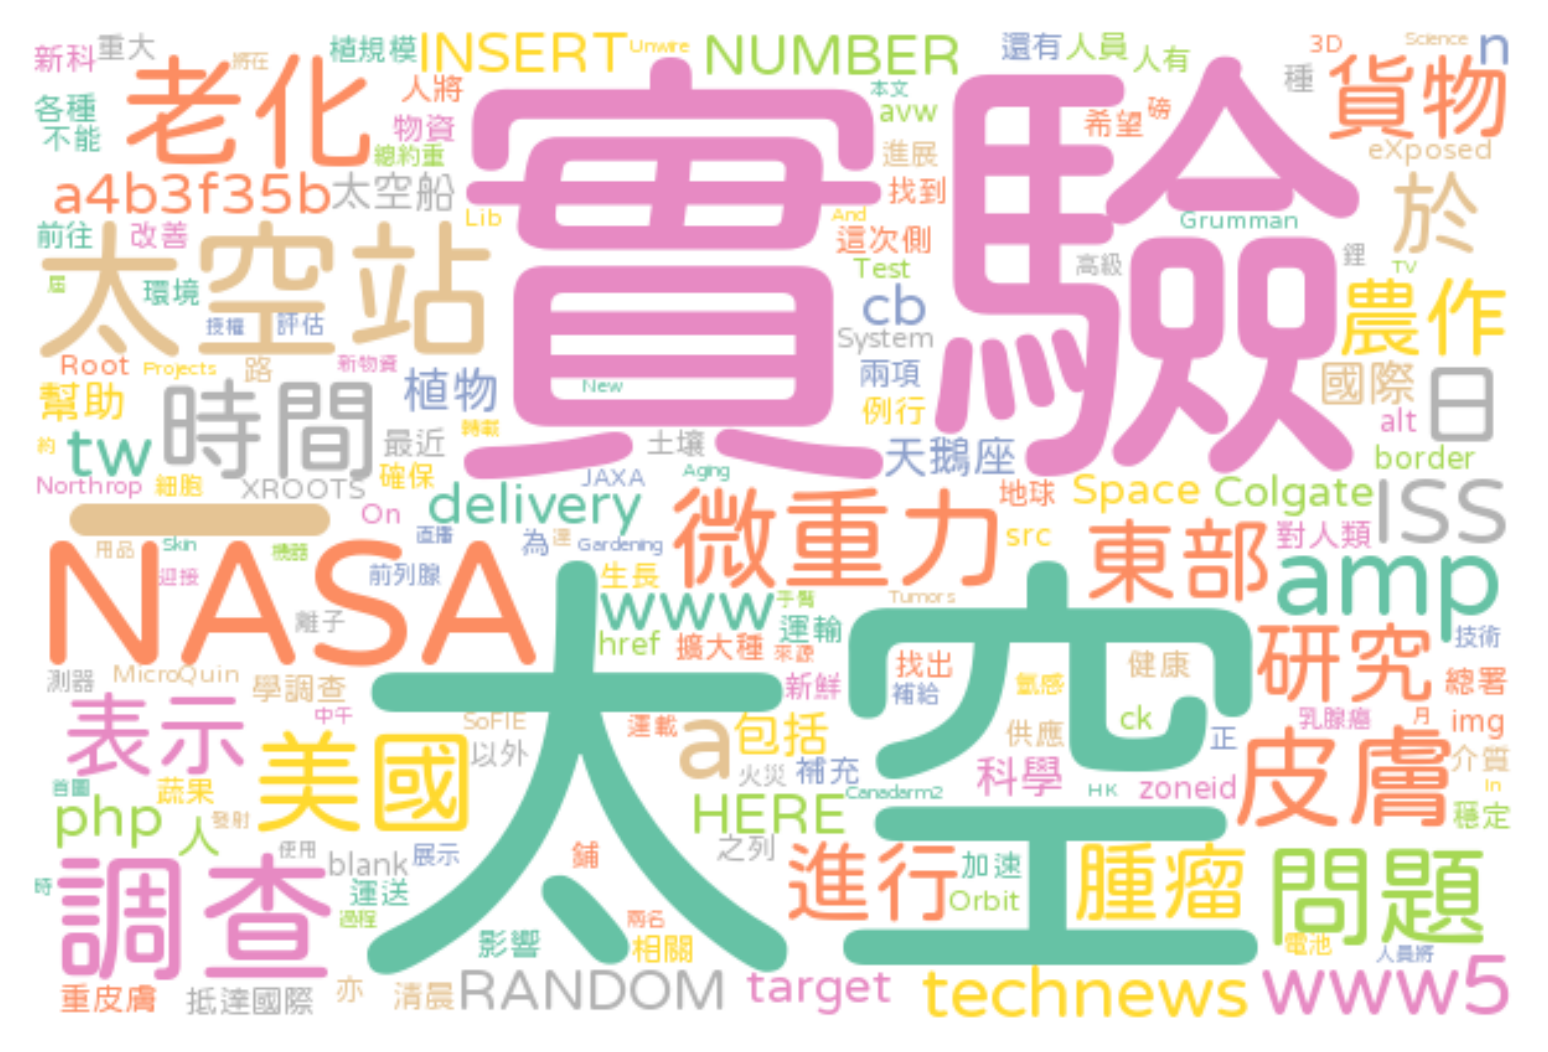 新科 重大 將在 植規模 INSERT Unwire NUMBER 還有 人員 人有 3D Science n
各種 老化 人將 本文 avw 希望 磅 種 貨物
不能 物資 總約重 實驗 進展 eXposed
a4b3f35b 太空船 Lib And 找到 Grumman 於
前往 改善 太空站 這次側 Test 高級 鋰 TV
屆 環境 授權 評估 cb System 農作
Root Projects 路 新物資 植物 New 兩項 國際 日
幫助 時間 轉載 例行 alt
約 tw 最近 土壤 天鵝座 border
Northrop 細胞 XROOTS 確保 JAXA Aging 地球 Space Colgate ISS
一 On delivery 微重力 src 東部 對人類
用品 Skin 機器 直播 為 達 Gardening amp
迎接 NASA 前列腺 生長 www 手臂 Tumors
離子 href 擴大種 運輸 來源 找出 健康 研究 技術
測器 MicroQuin 學調查 太空 新鮮 補給 氫感 總署
表示 中午 SoFIE 運載 a 包括 供應 ck 正 乳腺癌 月 img
美國 以外 火災 補充 科學 HK zoneid 皮膚 介質 In
首圖 蔬果 Canadarm2 穩定
php 人 發射 HERE
使用 blank 展示 之列
時 調查 運送 鋪 進行 加速 腫瘤 問題
過程 兩名 Orbit
影響 相關 電池 人員將
重皮膚 抵達國際 亦 清晨 RANDOM target technews www5